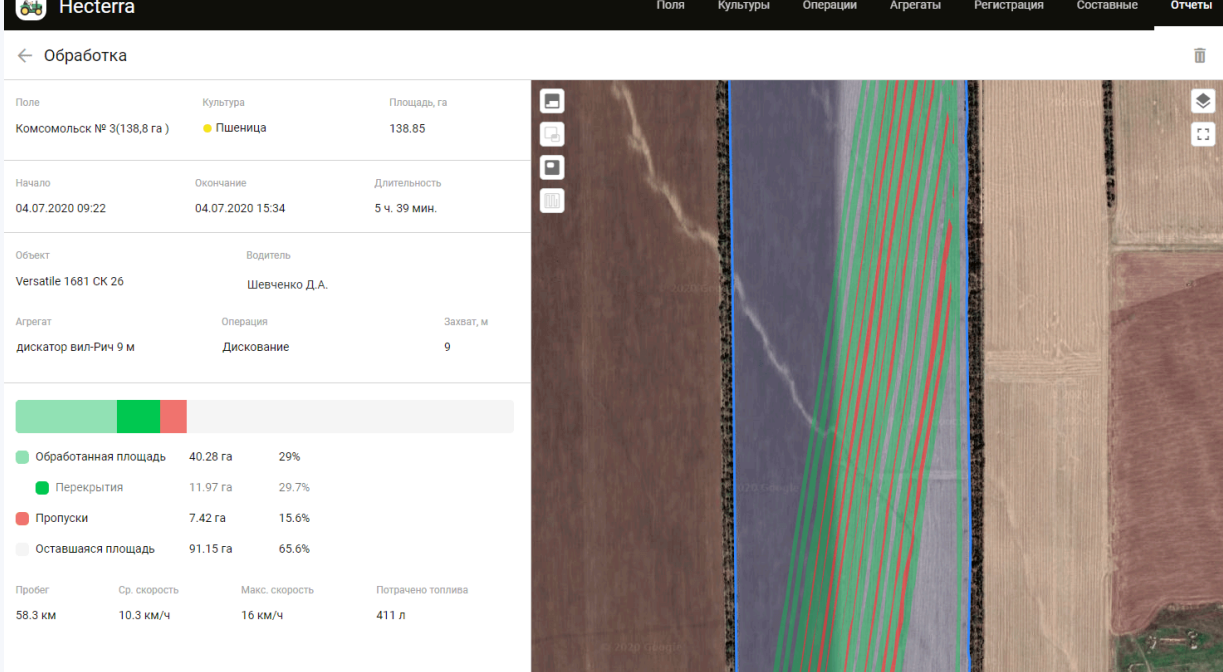 Hecterra
Поля Культуры Операции Агрегаты Регистрация Составные Отчеты
Обработка
Поле Культура Площадь, га
Комсомольск № 3(138,8 га ) Пшеница 138.85
Начало Окончание Длительность
04.07.2020 09:22 04.07.2020 15:34 5 ч. 39 мин.
Объект Водитель
Versatile 1681 СК 26 Шевченко Д.А.
Агрегат Операция Захват, м
дискатор вил-Рич 9 м Дискование 9
Обработанная площадь 40.28 га 29%
Перекрытия 11.97 га 29.7%
Пропуски 7.42 га 15.6%
Оставшаяся площадь 91.15 га 65.6%
Пробег Ср. скорость Макс. скорость Потрачено топлива
58.3 км 10.3 км/ч 16 км/ч 411 л
© 2020 Google